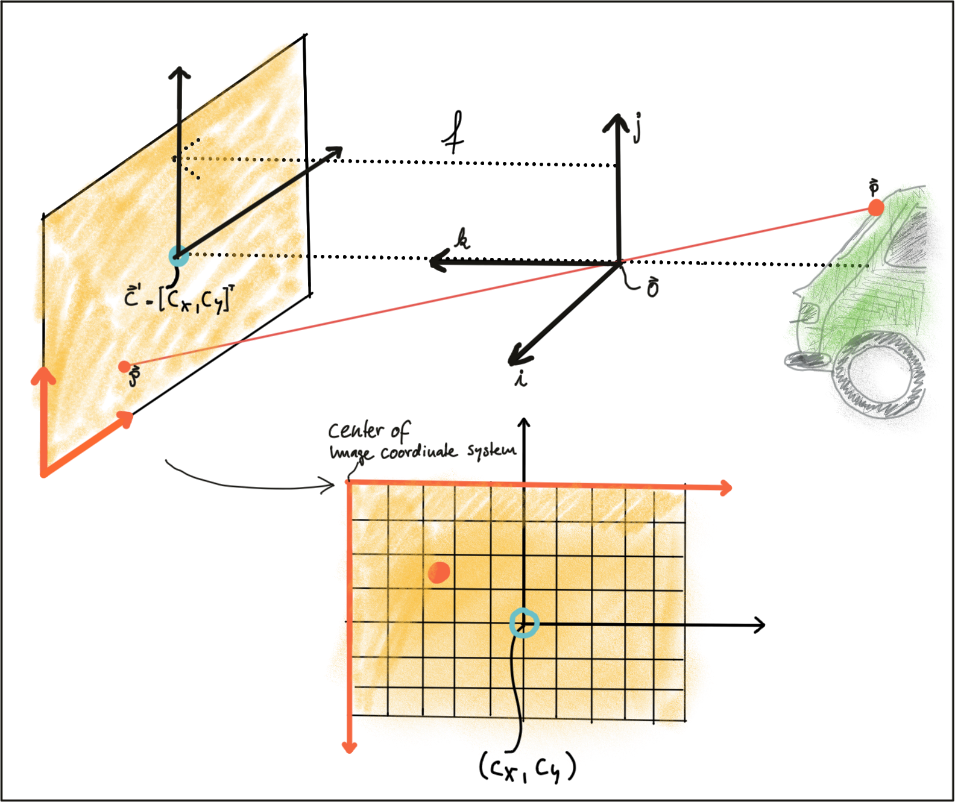 f
j
P⃗
k
O⃗
C⃗' = [Cx, Cy]ᵀ
i
Center of
Image coordinate system
(Cx, Cy)